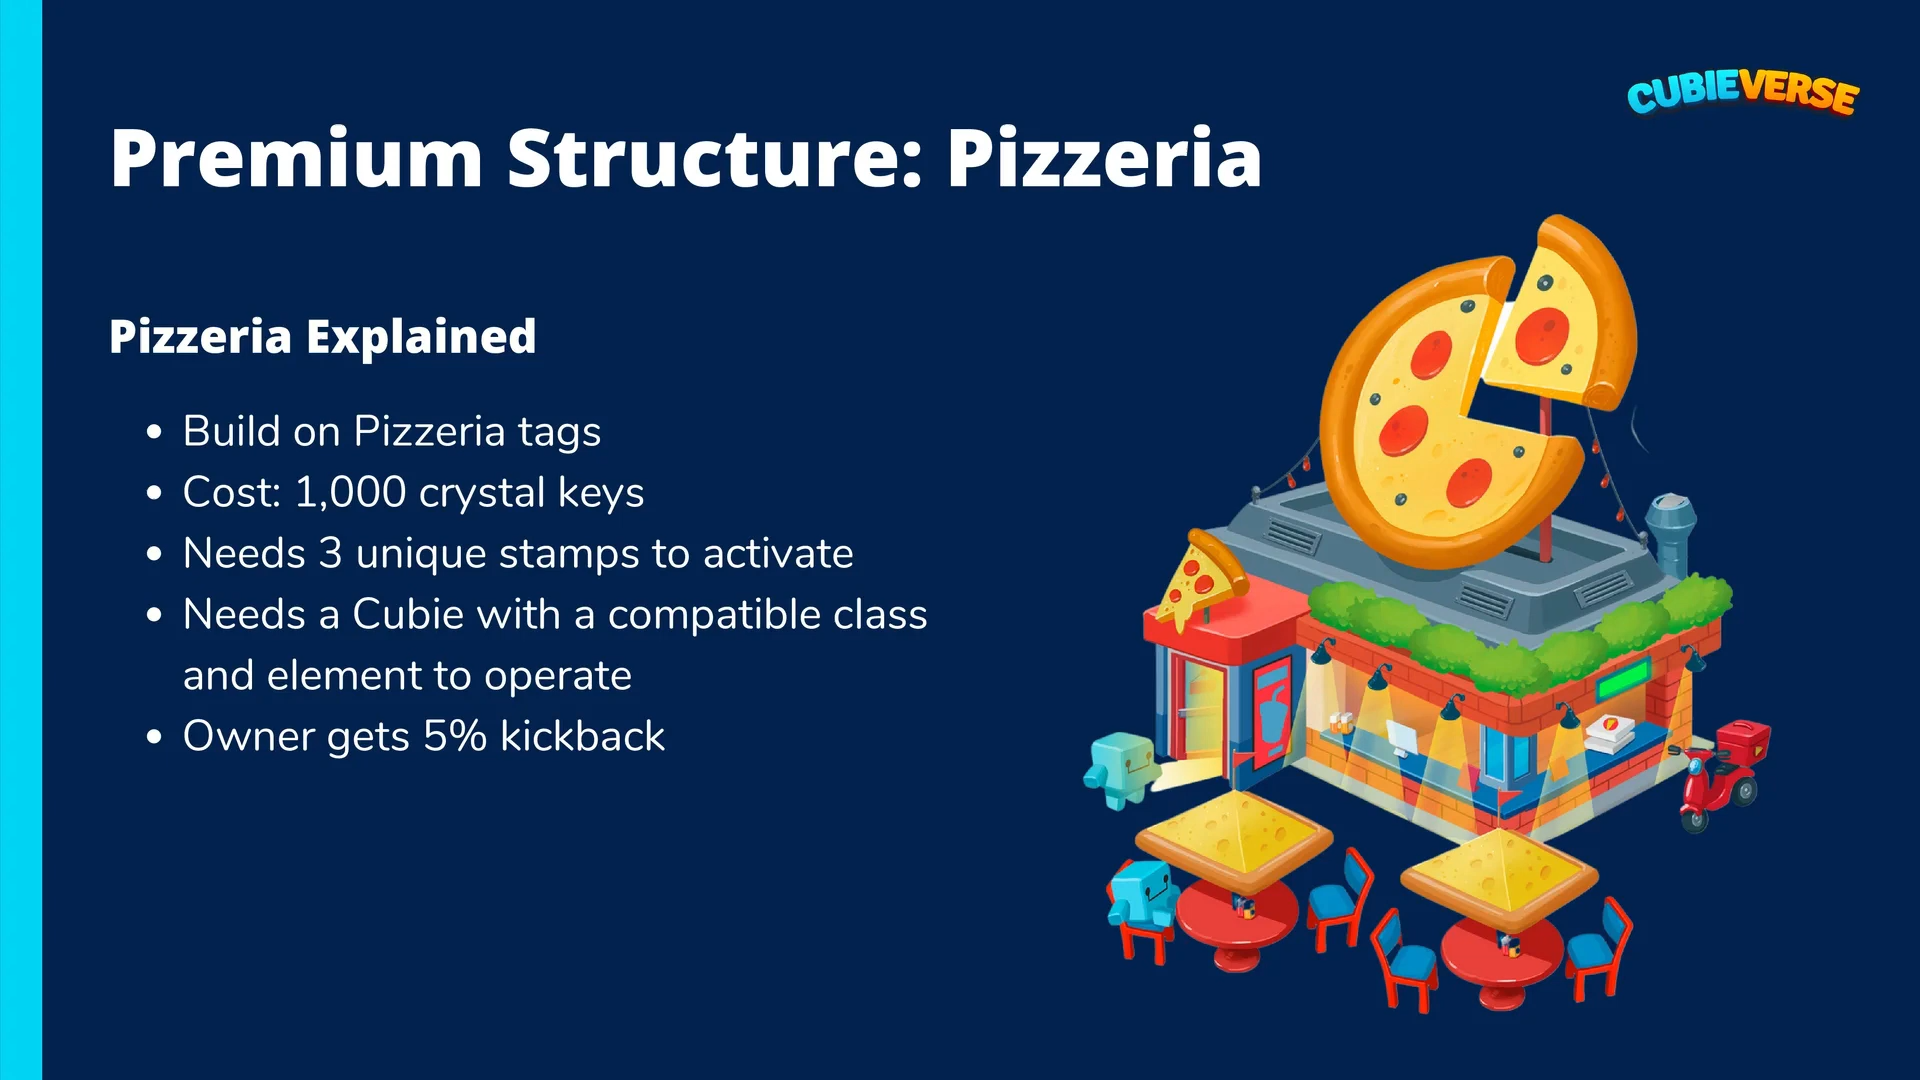 CUBIEVERSE
Premium Structure: Pizzeria
Pizzeria Explained
• Build on Pizzeria tags
• Cost: 1,000 crystal keys
• Needs 3 unique stamps to activate
• Needs a Cubie with a compatible class
and element to operate
• Owner gets 5% kickback